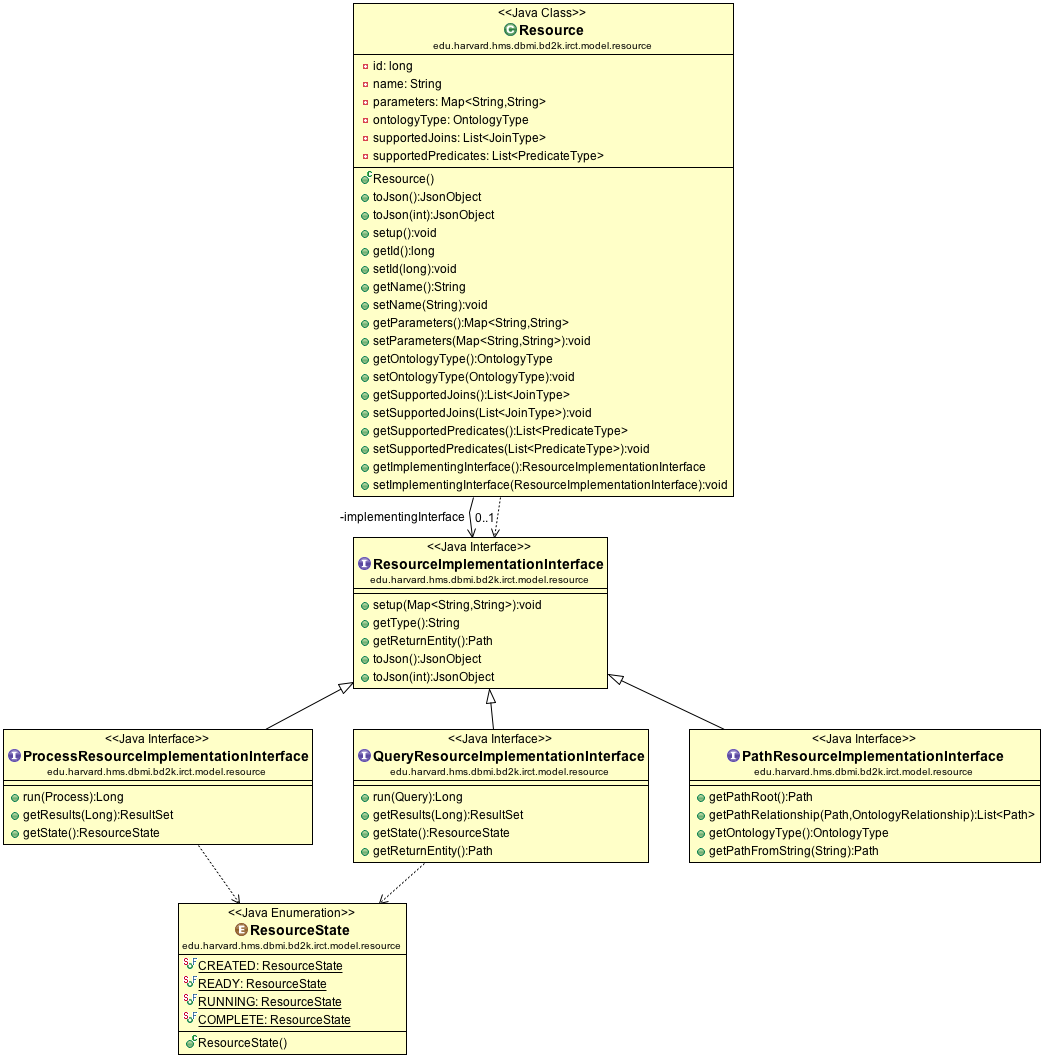 <<Java Class>>
Resource
edu.harvard.hms.dbmi.bd2k.irct.model.resource
id: long
name: String
parameters: Map<String,String>
ontologyType: OntologyType
supportedJoins: List<JoinType>
supportedPredicates: List<PredicateType>
Resource()
toJson():JsonObject
toJson(int):JsonObject
setup():void
getId():long
setId(long):void
getName():String
setName(String):void
getParameters():Map<String,String>
setParameters(Map<String,String>):void
getOntologyType():OntologyType
setOntologyType(OntologyType):void
getSupportedJoins():List<JoinType>
setSupportedJoins(List<JoinType>):void
getSupportedPredicates():List<PredicateType>
setSupportedPredicates(List<PredicateType>):void
getImplementingInterface():ResourceImplementationInterface
setImplementingInterface(ResourceImplementationInterface):void
-implementingInterface 0..1
<<Java Interface>>
ResourceImplementationInterface
edu.harvard.hms.dbmi.bd2k.irct.model.resource
setup(Map<String,String>):void
getType():String
getReturnEntity():Path
toJson():JsonObject
toJson(int):JsonObject
<<Java Interface>>
ProcessResourceImplementationInterface
edu.harvard.hms.dbmi.bd2k.irct.model.resource
run(Process):Long
getResults(Long):ResultSet
getState():ResourceState
<<Java Interface>>
QueryResourceImplementationInterface
edu.harvard.hms.dbmi.bd2k.irct.model.resource
run(Query):Long
getResults(Long):ResultSet
getState():ResourceState
getReturnEntity():Path
<<Java Interface>>
PathResourceImplementationInterface
edu.harvard.hms.dbmi.bd2k.irct.model.resource
getPathRoot():Path
getPathRelationship(Path,OntologyRelationship):List<Path>
getOntologyType():OntologyType
getPathFromString(String):Path
<<Java Enumeration>>
ResourceState
edu.harvard.hms.dbmi.bd2k.irct.model.resource
CREATED: ResourceState
READY: ResourceState
RUNNING: ResourceState
COMPLETE: ResourceState
ResourceState()